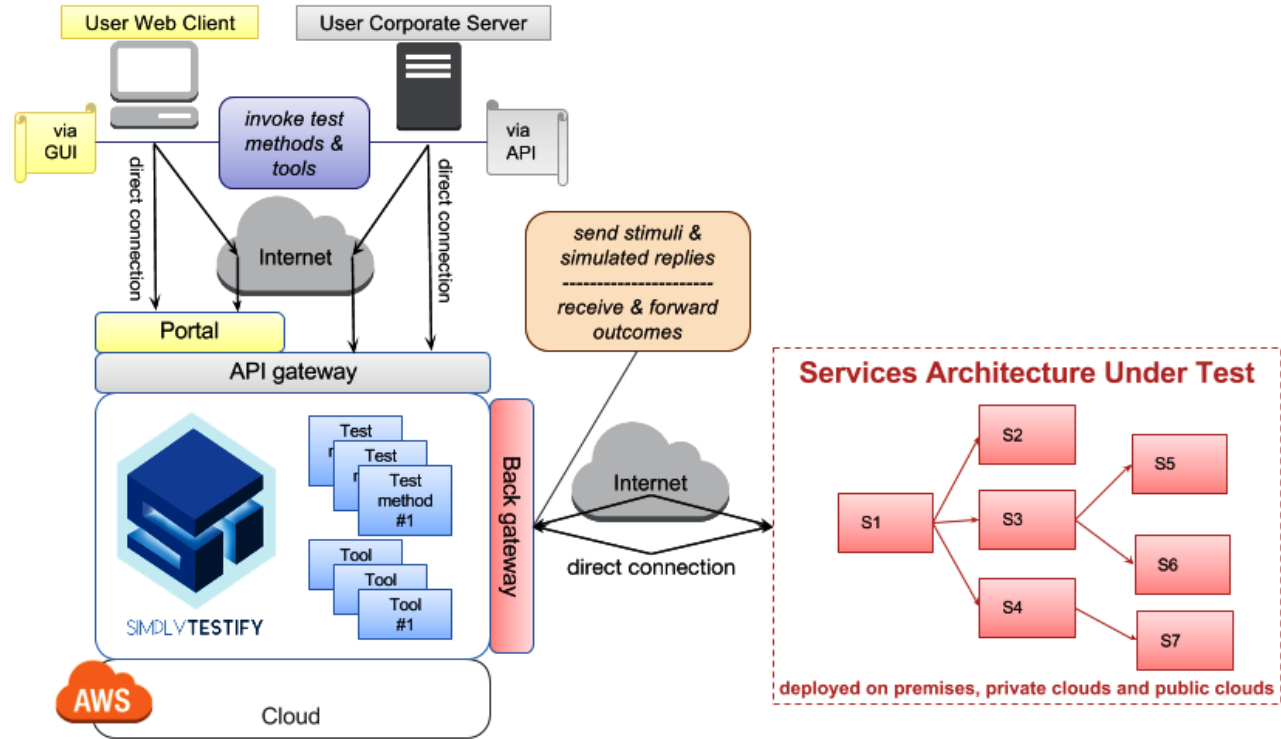 User Web Client
User Corporate Server
via
GUI
invoke test
methods &
tools
via
API
direct connection
direct connection
Internet
send stimuli &
simulated replies
-----------------------
receive & forward
outcomes
Portal
API gateway
Services Architecture Under Test
Test
Test
Test
method
#1
Tool
Tool
Tool
#1
SIMPLYTESTIFY
Back gateway
Internet
direct connection
S1
S2
S3
S4
S5
S6
S7
deployed on premises, private clouds and public clouds
AWS
Cloud